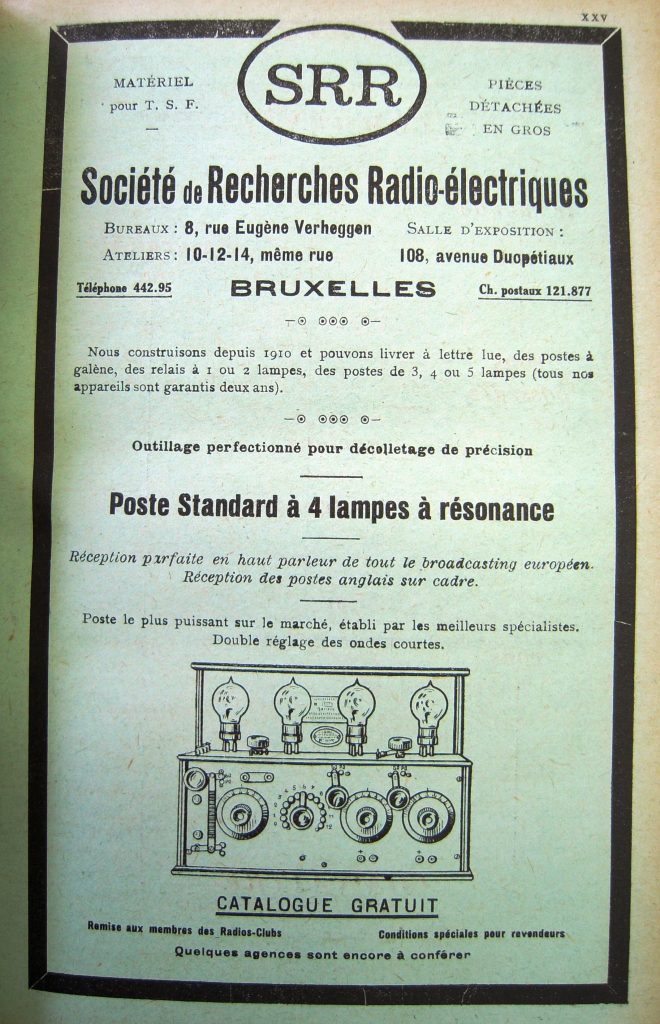 XXV
SRR
MATÉRIEL
pour T. S. F.
PIÈCES
DÉTACHÉES
EN GROS
Société de Recherches Radio-électriques
BUREAUX : 8, rue Eugène Verheggen
SALLE D'EXPOSITION :
ATELIERS : 10-12-14, même rue
108, avenue Ducpétiaux
Téléphone 442.95
BRUXELLES
Ch. postaux 121.877
Nous construisons depuis 1910 et pouvons livrer à lettre lue, des postes à
galène, des relais à 1 ou 2 lampes, des postes de 3, 4 ou 5 lampes (tous nos
appareils sont garantis deux ans).
Outillage perfectionné pour décolletage de précision
Poste Standard à 4 lampes à résonance
Réception parfaite en haut parleur de tout le broadcasting européen.
Réception des postes anglais sur cadre.
Poste le plus puissant sur le marché, établi par les meilleurs spécialistes.
Double réglage des ondes courtes.
CATALOGUE GRATUIT
Remise aux membres des Radios-Clubs
Conditions spéciales pour revendeurs
Quelques agences sont encore à conférer